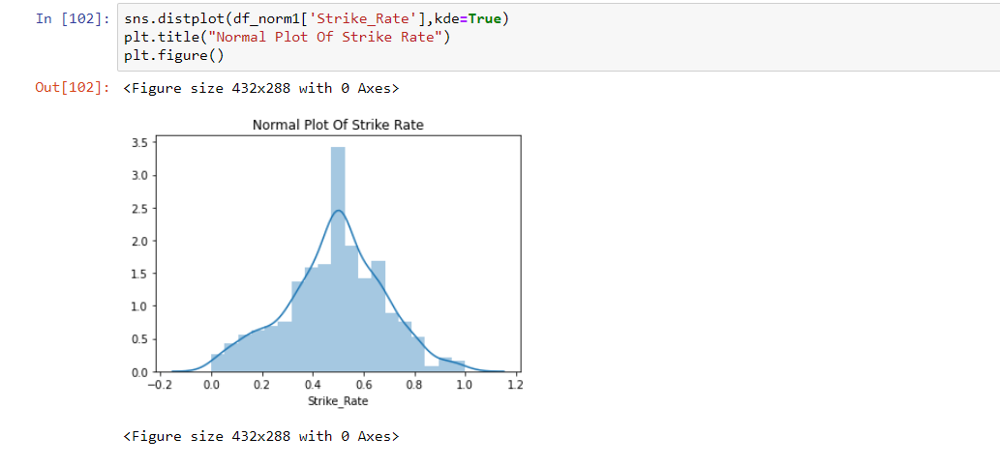 In [102]: sns.distplot(df_norm1['Strike_Rate'],kde=True)
plt.title("Normal Plot Of Strike Rate")
plt.figure()
Out[102]: <Figure size 432x288 with 0 Axes>
Normal Plot Of Strike Rate
3.5
3.0
2.5
2.0
1.5
1.0
0.5
0.0
−0.2 0.0 0.2 0.4 0.6 0.8 1.0 1.2
Strike_Rate
<Figure size 432x288 with 0 Axes>